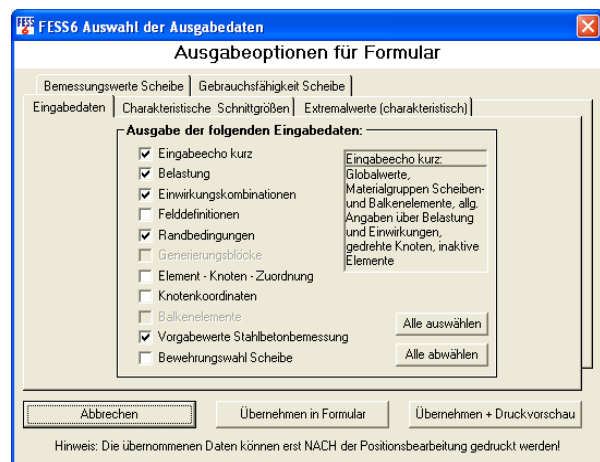 FESS6 Auswahl der Ausgabedaten
Ausgabeoptionen für Formular
Bemessungswerte Scheibe
Gebrauchsfähigkeit Scheibe
Eingabedaten
Charakteristische Schnittgrößen
Extremalwerte (charakteristisch)
Ausgabe der folgenden Eingabedaten:
Eingabeecho kurz
Belastung
Einwirkungskombinationen
Felddefinitionen
Randbedingungen
Generierungsblöcke
Element - Knoten - Zuordnung
Knotenkoordinaten
Balkenelemente
Vorgabewerte Stahlbetonbemessung
Bewehrungswahl Scheibe
Eingabeecho kurz:
Globalwerte,
Materialgruppen Scheiben-
und Balkenelemente, allg.
Angaben über Belastung
und Einwirkungen,
gedrehte Knoten, inaktive
Elemente
Alle auswählen
Alle abwählen
Abbrechen
Übernehmen in Formular
Übernehmen + Druckvorschau
Hinweis: Die übernommenen Daten können erst NACH der Positionsbearbeitung gedruckt werden!